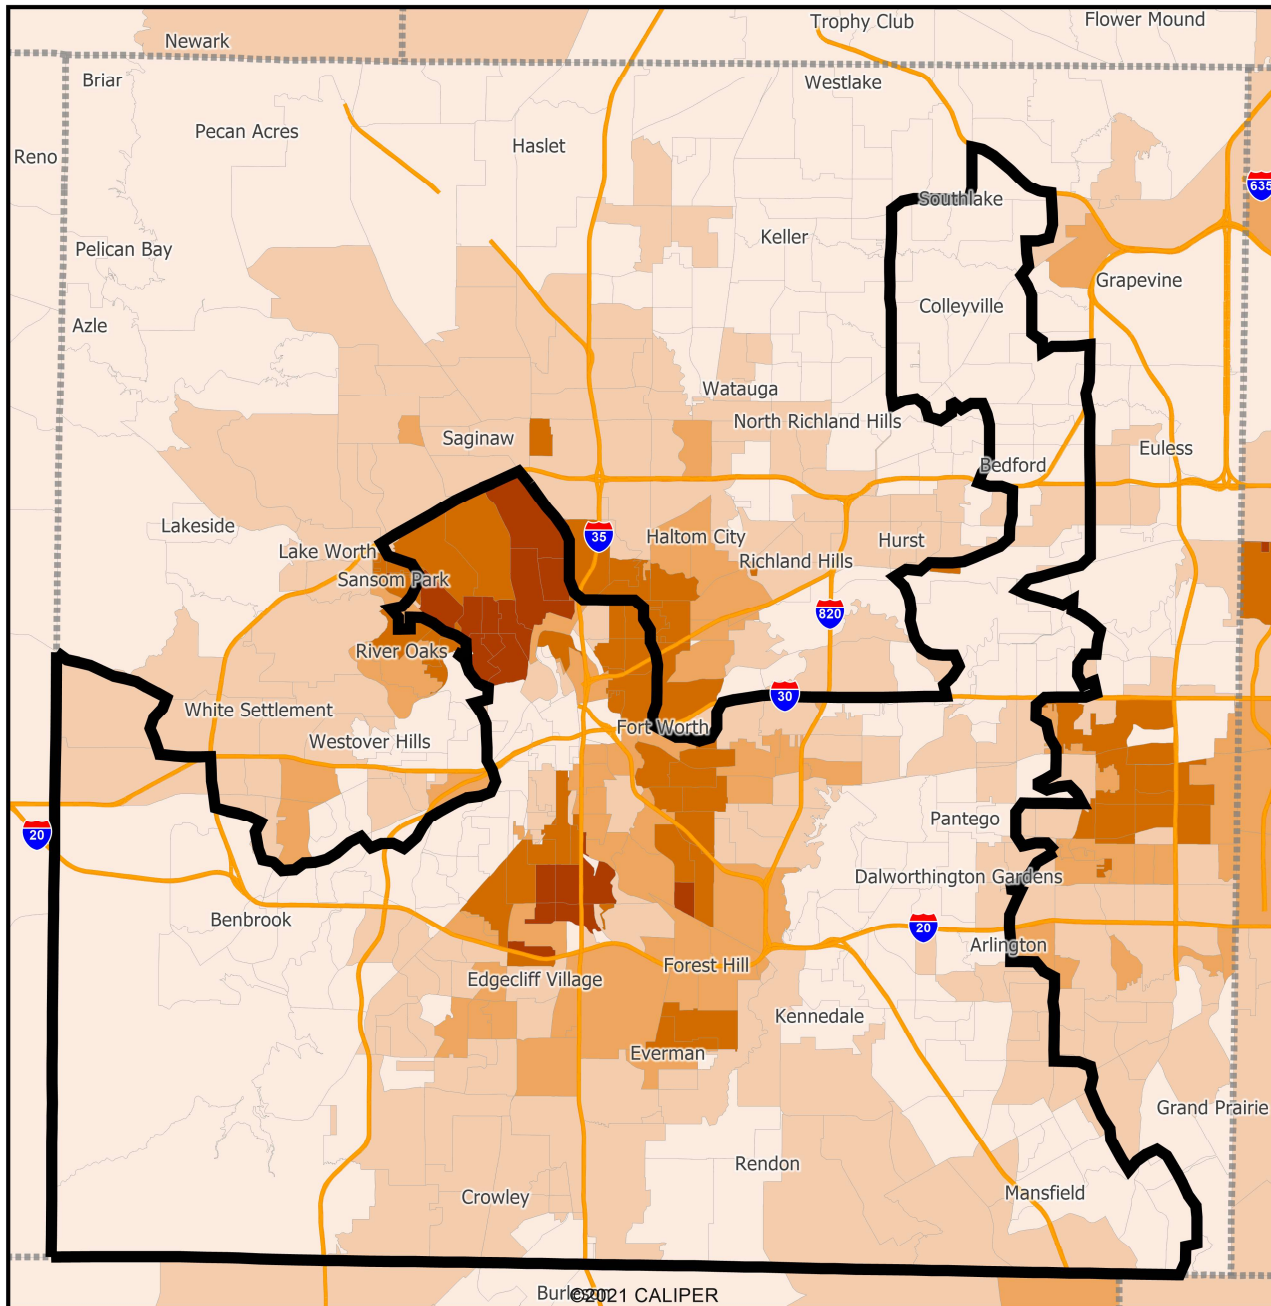 Trophy Club
Flower Mound
Newark
Briar
Westlake
Pecan Acres
Haslet
Reno
635
Southlake
Keller
Pelican Bay
Grapevine
Colleyville
Azle
Watauga
North Richland Hills
Saginaw
Euless
Bedford
Lakeside
35
Haltom City
Hurst
Lake Worth
Richland Hills
Sansom Park
820
River Oaks
30
White Settlement
Fort Worth
Westover Hills
20
Pantego
Dalworthington Gardens
Benbrook
20
Arlington
Forest Hill
Edgecliff Village
Kennedale
Everman
Grand Prairie
Rendon
Mansfield
Crowley
Burleson
©2021 CALIPER